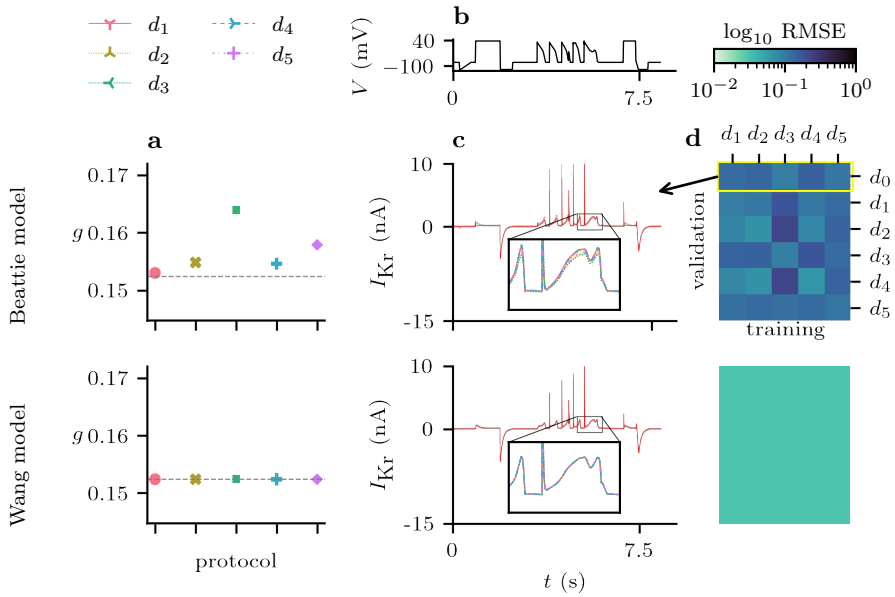 d1
d2
d3
d4
d5
b
V (mV)
40
−100
0
7.5
log10 RMSE
10−2
10−1
100
a
Beattie model
g
0.17
0.16
0.15
c
IKr (nA)
10
0
-15
d
d1 d2 d3 d4 d5
validation
d0
d1
d2
d3
d4
d5
training
Wang model
g
0.17
0.16
0.15
protocol
IKr (nA)
10
0
-15
0
7.5
t (s)